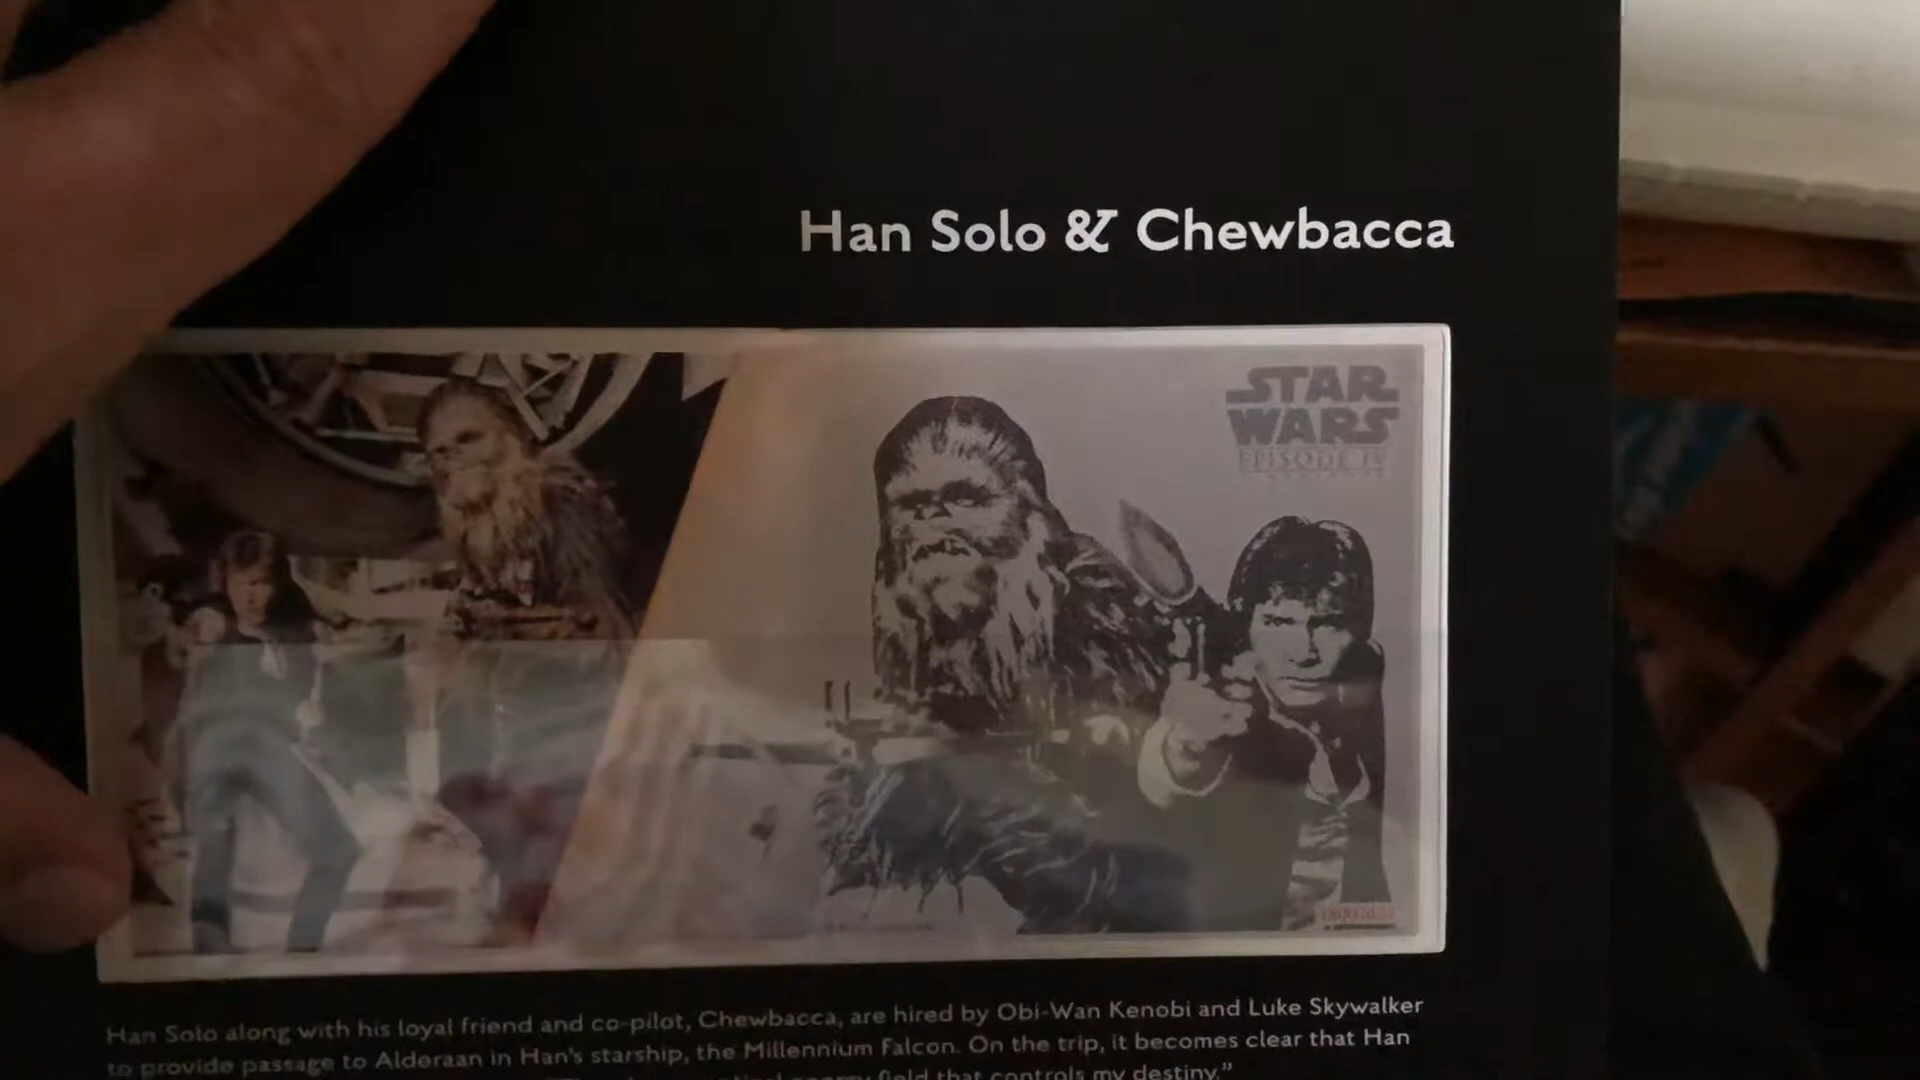 Han Solo & Chewbacca
STAR
WARS
EPISODE IV
Han Solo along with his loyal friend and co-pilot, Chewbacca, are hired by Obi-Wan Kenobi and Luke Skywalker
to provide passage to Alderaan in Han's starship, the Millennium Falcon. On the trip, it becomes clear that Han
field that controls my destiny."